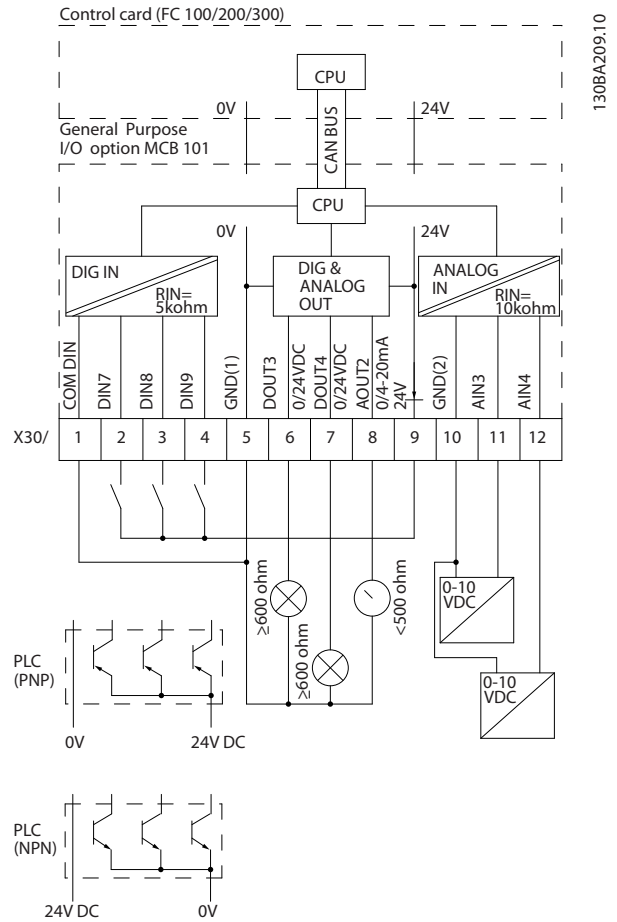 Control card (FC 100/200/300)
130BA209.10
CPU
0V
24V
CAN BUS
General Purpose
I/O option MCB 101
CPU
0V
24V
DIG IN
RIN=
5kohm
DIG &
ANALOG
OUT
ANALOG
IN
RIN=
10kohm
COM DIN
DIN7
DIN8
DIN9
GND(1)
DOUT3
0/24VDC
DOUT4
0/24VDC
AOUT2
0/4-20mA
24V
GND(2)
AIN3
AIN4
X30/ 1 2 3 4 5 6 7 8 9 10 11 12
≥600 ohm
≥600 ohm
<500 ohm
0-10
VDC
0-10
VDC
PLC
(PNP)
0V
24V DC
PLC
(NPN)
24V DC
0V